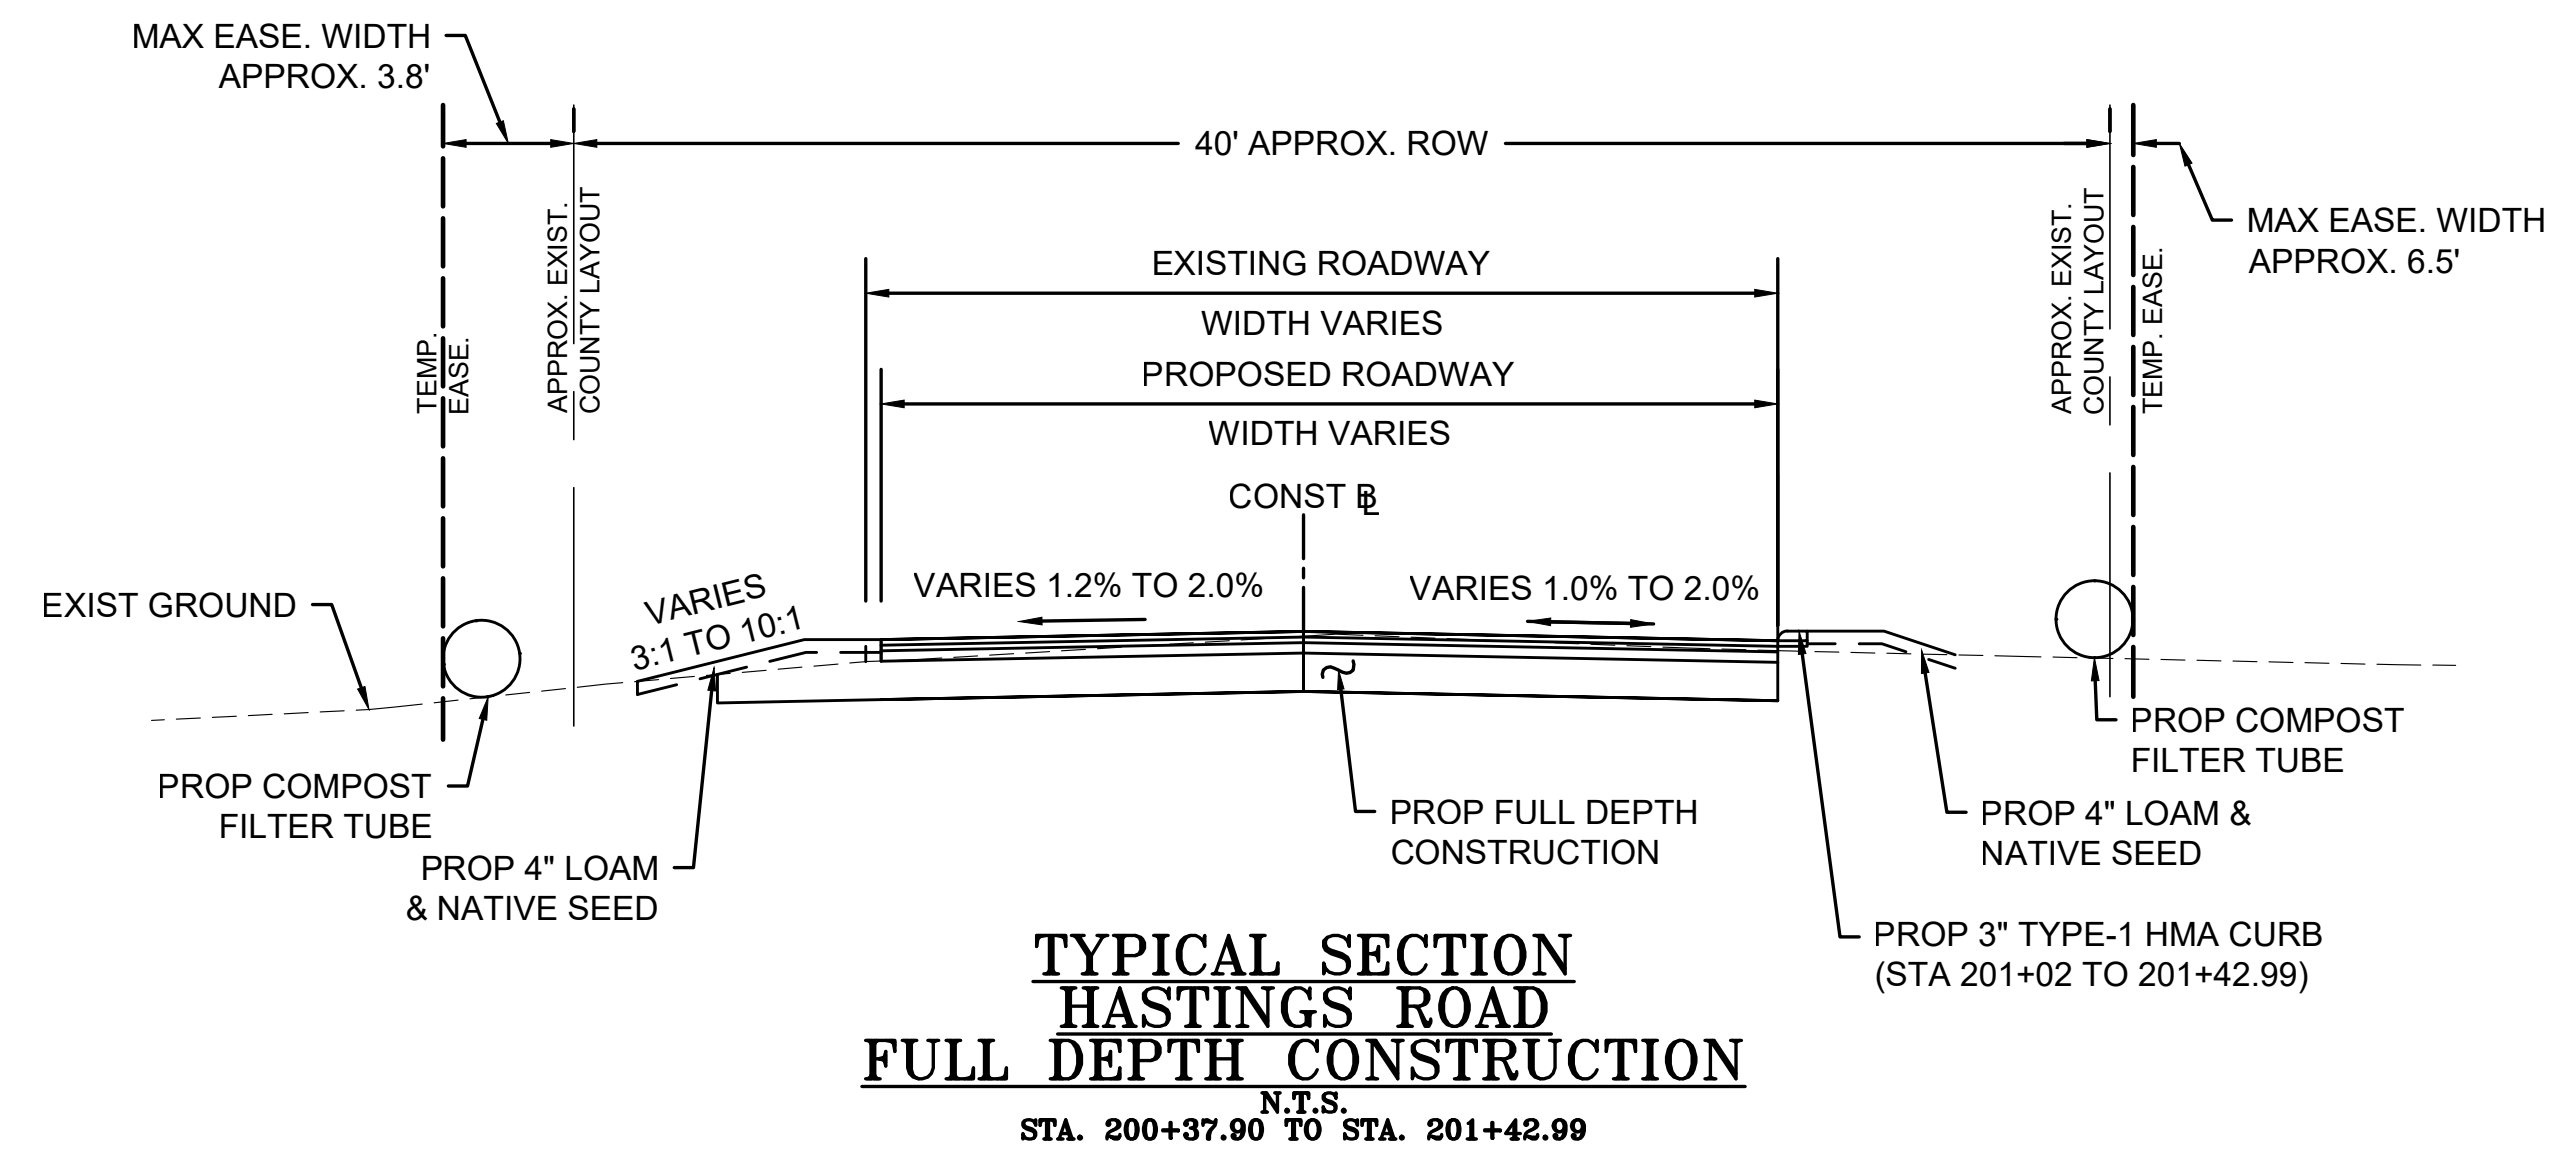 MAX EASE. WIDTH
APPROX. 3.8'
40' APPROX. ROW
MAX EASE. WIDTH
APPROX. 6.5'
TEMP.
EASE.
APPROX. EXIST.
COUNTY LAYOUT
EXISTING ROADWAY
WIDTH VARIES
PROPOSED ROADWAY
WIDTH VARIES
APPROX. EXIST.
COUNTY LAYOUT
TEMP. EASE.
CONST BL
EXIST GROUND
VARIES
3:1 TO 10:1
VARIES 1.2% TO 2.0%
VARIES 1.0% TO 2.0%
PROP COMPOST
FILTER TUBE
PROP 4" LOAM
& NATIVE SEED
PROP FULL DEPTH
CONSTRUCTION
PROP COMPOST
FILTER TUBE
PROP 4" LOAM &
NATIVE SEED
PROP 3" TYPE-1 HMA CURB
(STA 201+02 TO 201+42.99)
TYPICAL SECTION
HASTINGS ROAD
FULL DEPTH CONSTRUCTION
N.T.S.
STA. 200+37.90 TO STA. 201+42.99